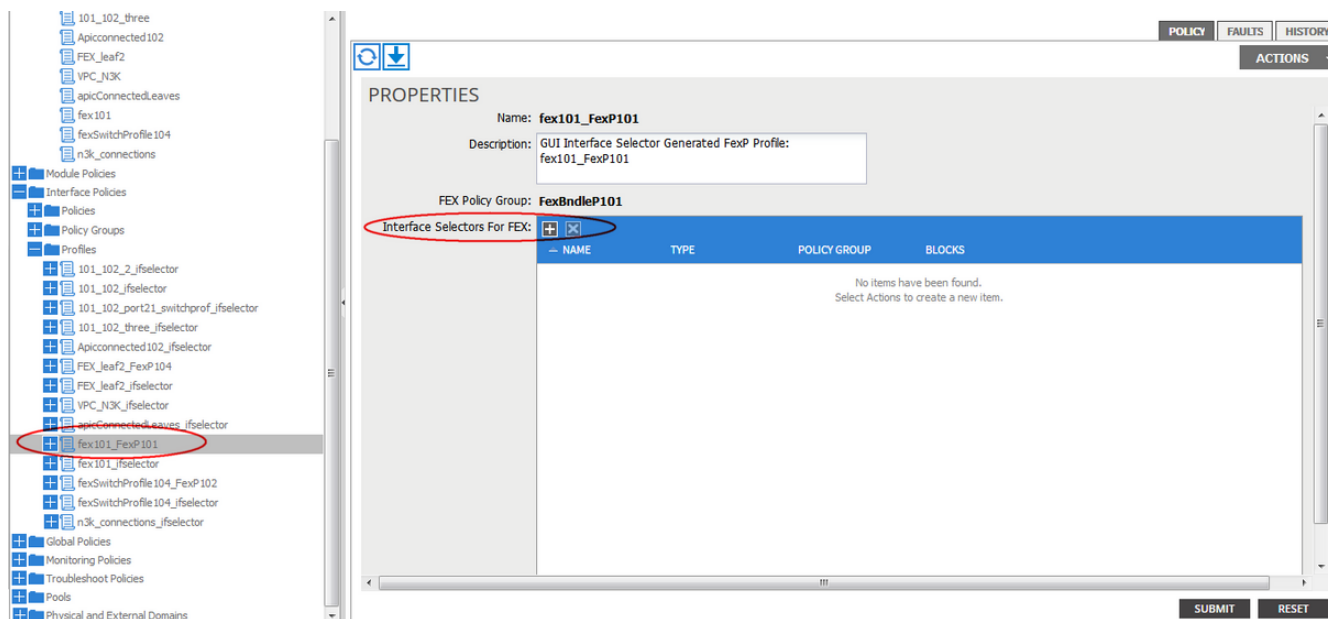 101_102_three
Apicconnected102
FEX_leaf2
VPC_N3K
apicConnectedLeaves
fex101
fexSwitchProfile104
n3k_connections
Module Policies
Interface Policies
Policies
Policy Groups
Profiles
101_102_2_ifselector
101_102_ifselector
101_102_port21_switchprof_ifselector
101_102_three_ifselector
Apicconnected102_ifselector
FEX_leaf2_FexP104
FEX_leaf2_ifselector
VPC_N3K_ifselector
apicConnectedLeaves_ifselector
fex101_FexP101
fex101_ifselector
fexSwitchProfile104_FexP102
fexSwitchProfile104_ifselector
n3k_connections_ifselector
Global Policies
Monitoring Policies
Troubleshoot Policies
Pools
Physical and External Domains
POLICY FAULTS HISTORY
ACTIONS
PROPERTIES
Name: fex101_FexP101
Description: GUI Interface Selector Generated FexP Profile:
fex101_FexP101
FEX Policy Group: FexBndleP101
Interface Selectors For FEX:
NAME TYPE POLICY GROUP BLOCKS
No items have been found.
Select Actions to create a new item.
SUBMIT RESET